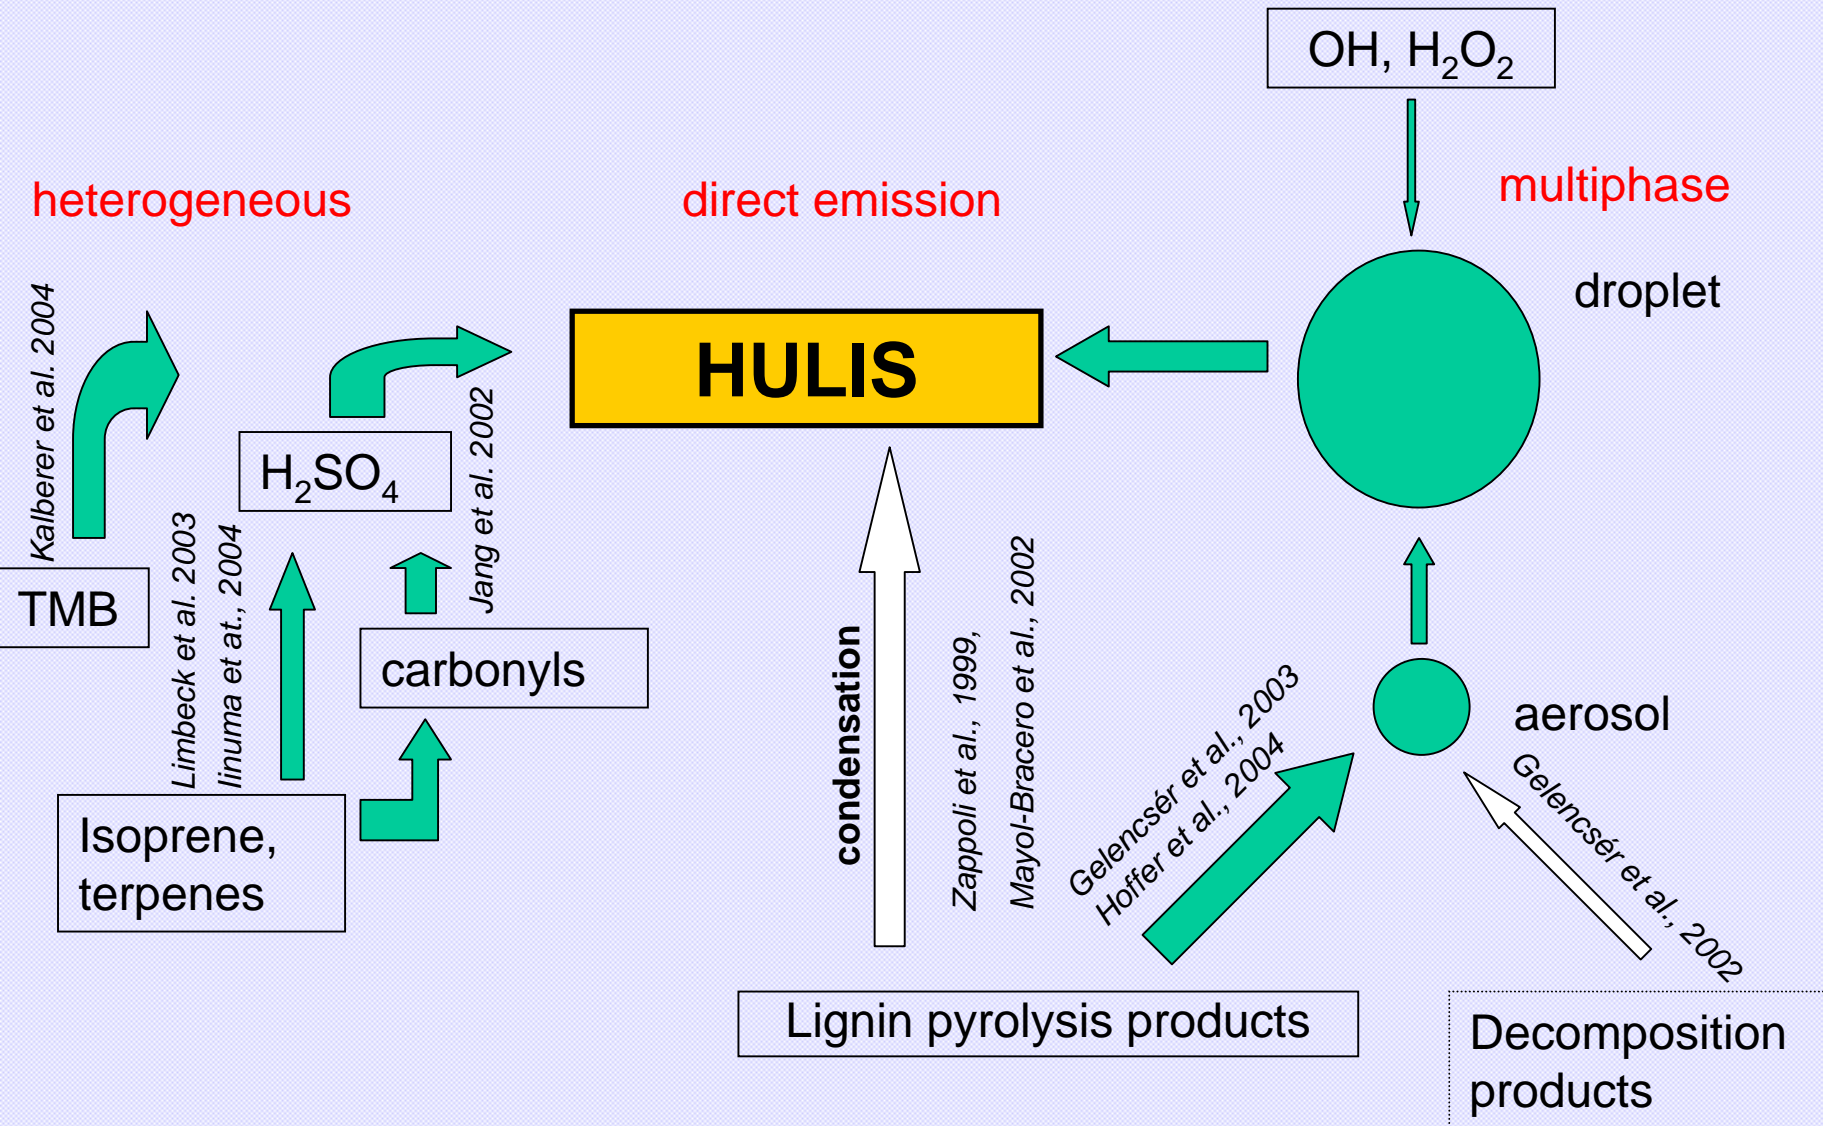 OH, H₂O₂
heterogeneous
direct emission
multiphase
droplet
Kalberer et al. 2004
HULIS
H₂SO₄
Jang et al. 2002
TMB
Limbeck et al. 2003
Iinuma et at., 2004
carbonyls
condensation
Zappoli et al., 1999,
Mayol-Bracero et al., 2002
Gelencsér et al., 2003
Hoffer et al., 2004
aerosol
Gelencsér et al., 2002
Isoprene,
terpenes
Lignin pyrolysis products
Decomposition
products